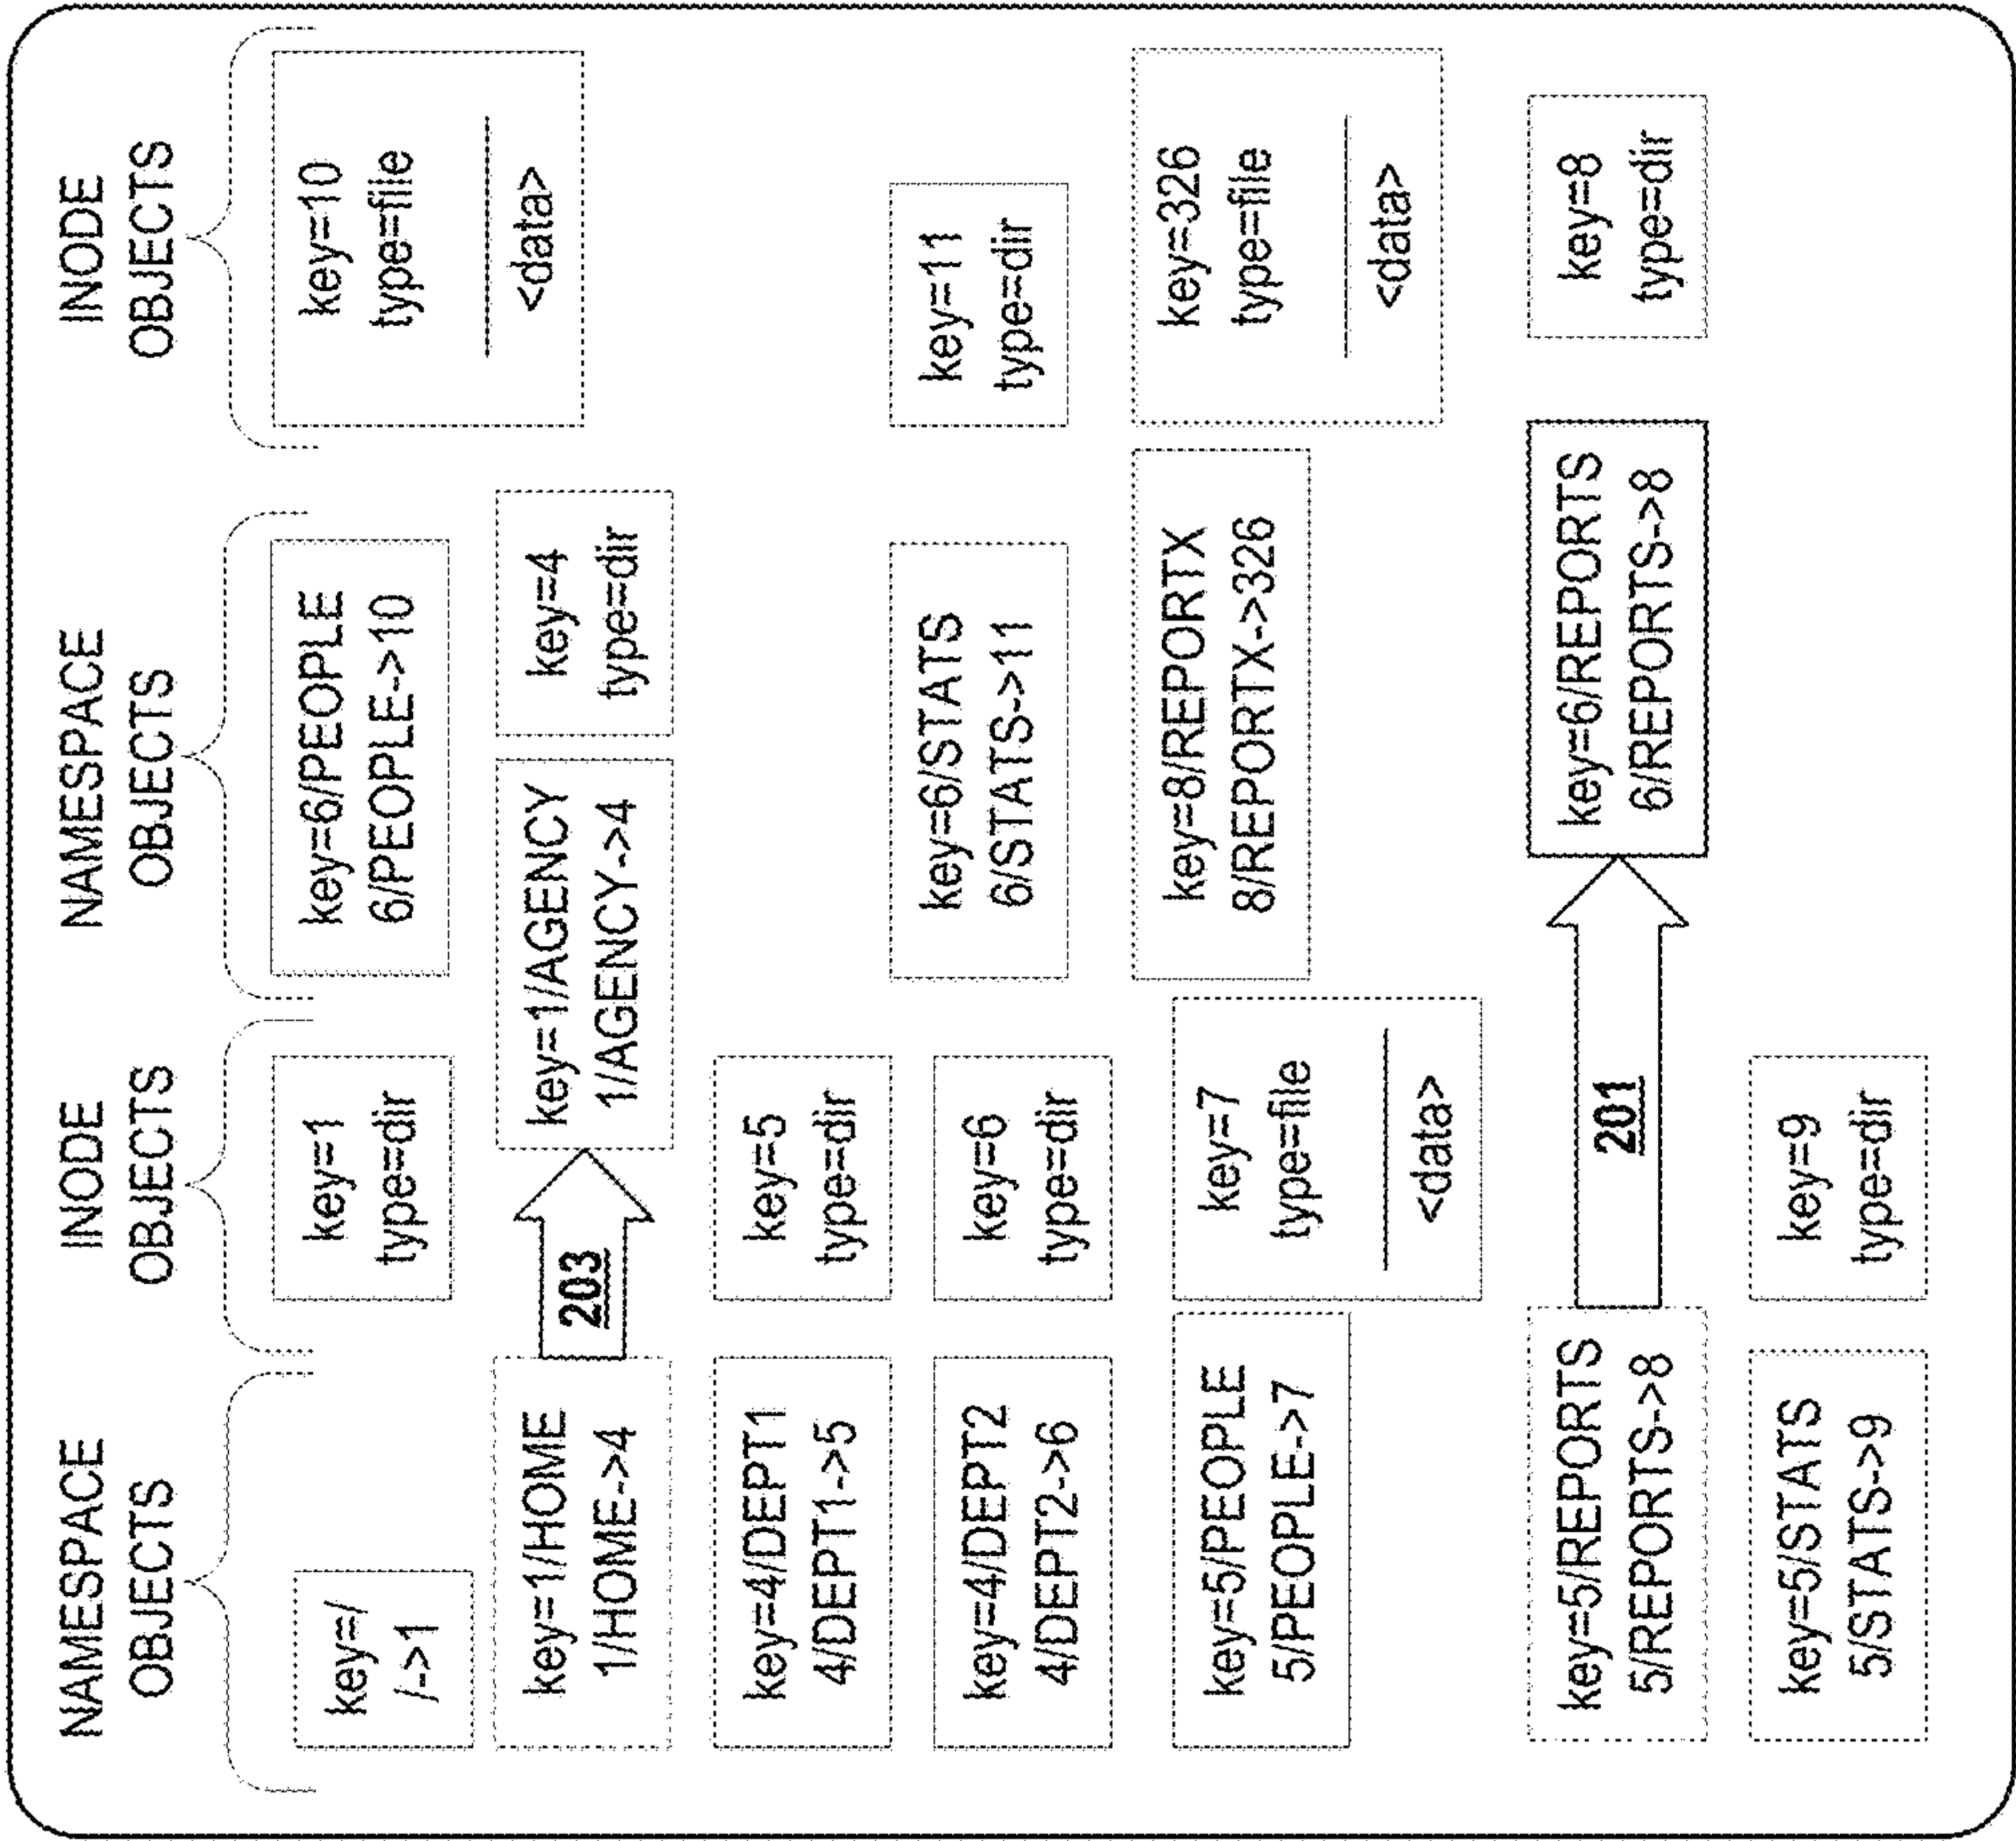 NAMESPACE
OBJECTS
INODE
OBJECTS
NAMESPACE
OBJECTS
INODE
OBJECTS
key=/
/->1
key=1
type=dir
key=6/PEOPLE
6/PEOPLE->10
key=10
type=file
<data>
key=1/HOME
1/HOME->4
203
key=1/AGENCY
1/AGENCY->4
key=4
type=dir
key=4/DEPT1
4/DEPT1->5
key=5
type=dir
key=4/DEPT2
4/DEPT2->6
key=6
type=dir
key=6/STATS
6/STATS->11
key=11
type=dir
key=5/PEOPLE
5/PEOPLE->7
key=7
type=file
<data>
key=8/REPORTX
8/REPORTX->326
key=326
type=file
<data>
key=5/REPORTS
5/REPORTS->8
201
key=6/REPORTS
6/REPORTS->8
key=8
type=dir
key=5/STATS
5/STATS->9
key=9
type=dir